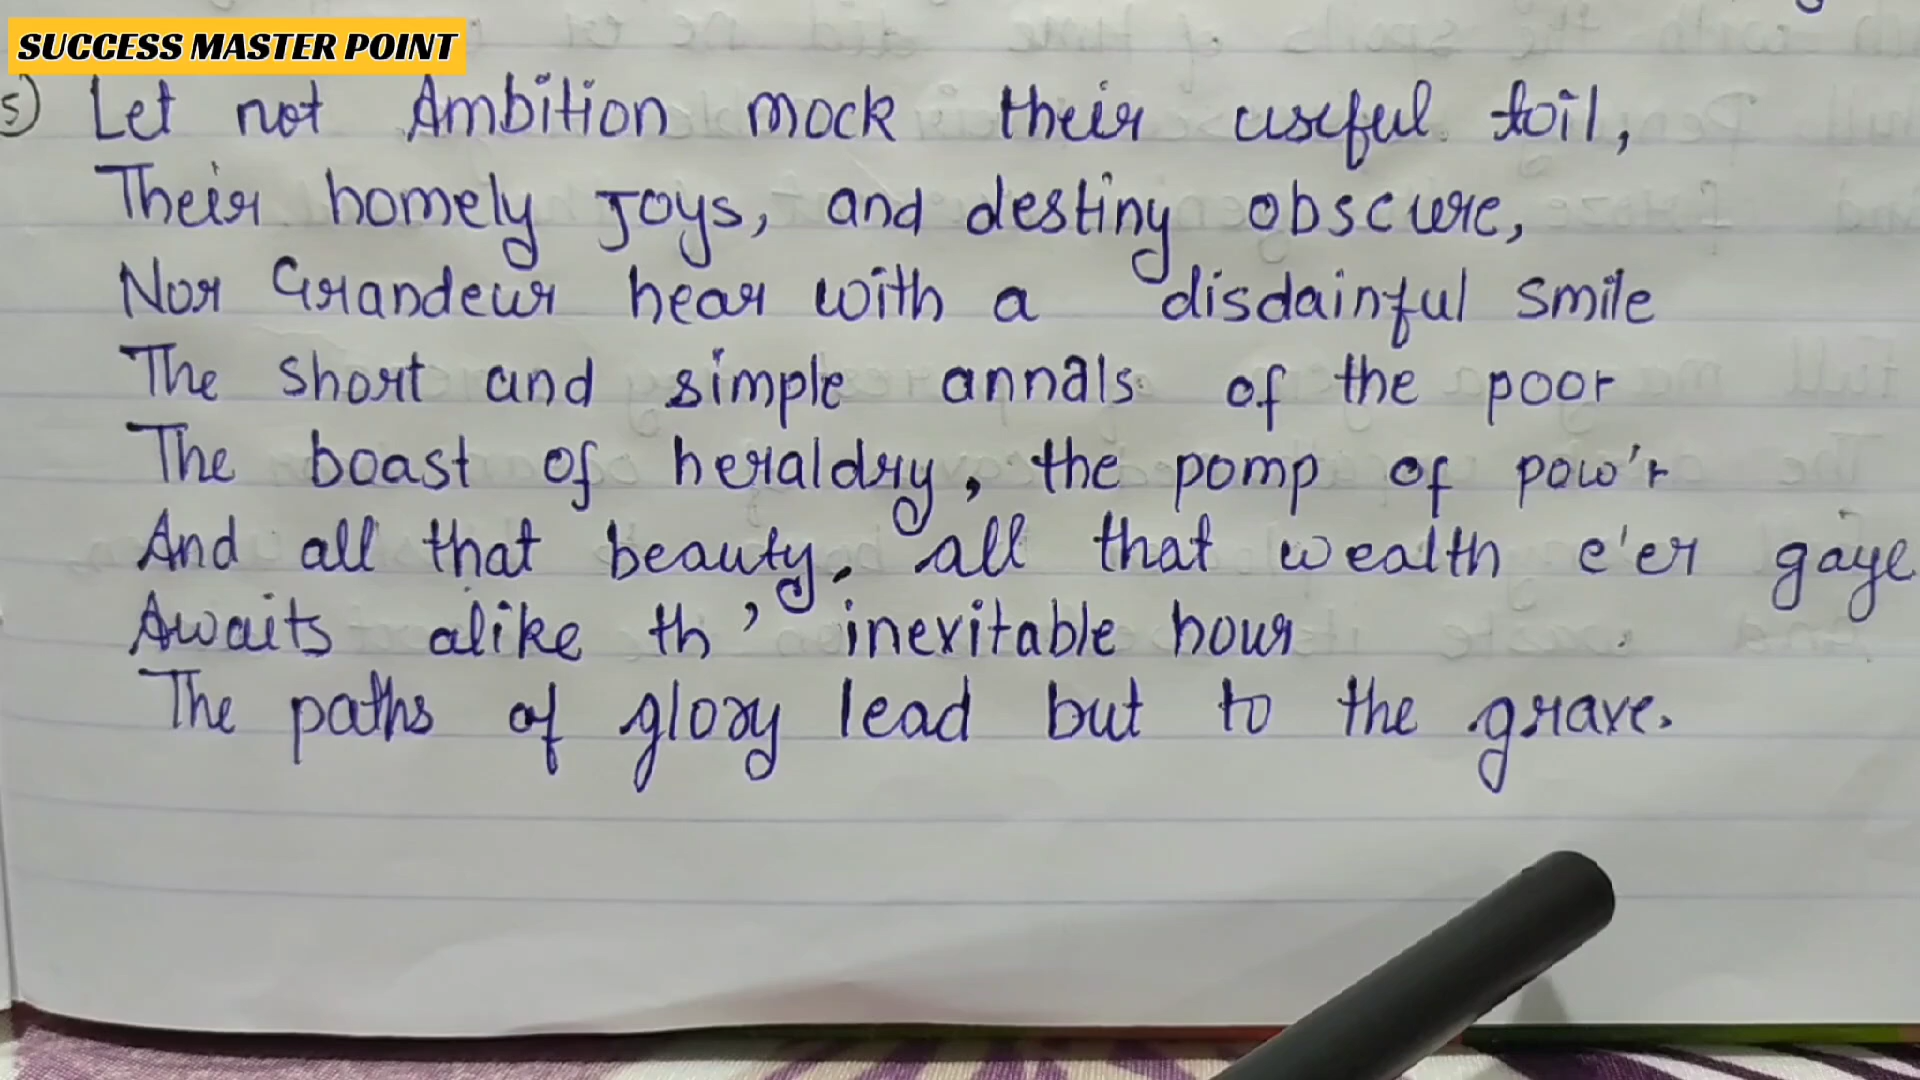 SUCCESS MASTER POINT
5) Let not Ambition mock their useful toil,
Their homely Joys, and destiny obscure,
Nor Grandeur hear with a disdainful smile
The short and simple annals of the poor
The boast of heraldry, the pomp of pow'r
And all that beauty, all that wealth e'er gave
Awaits alike th' inevitable hour
The paths of glory lead but to the grave.